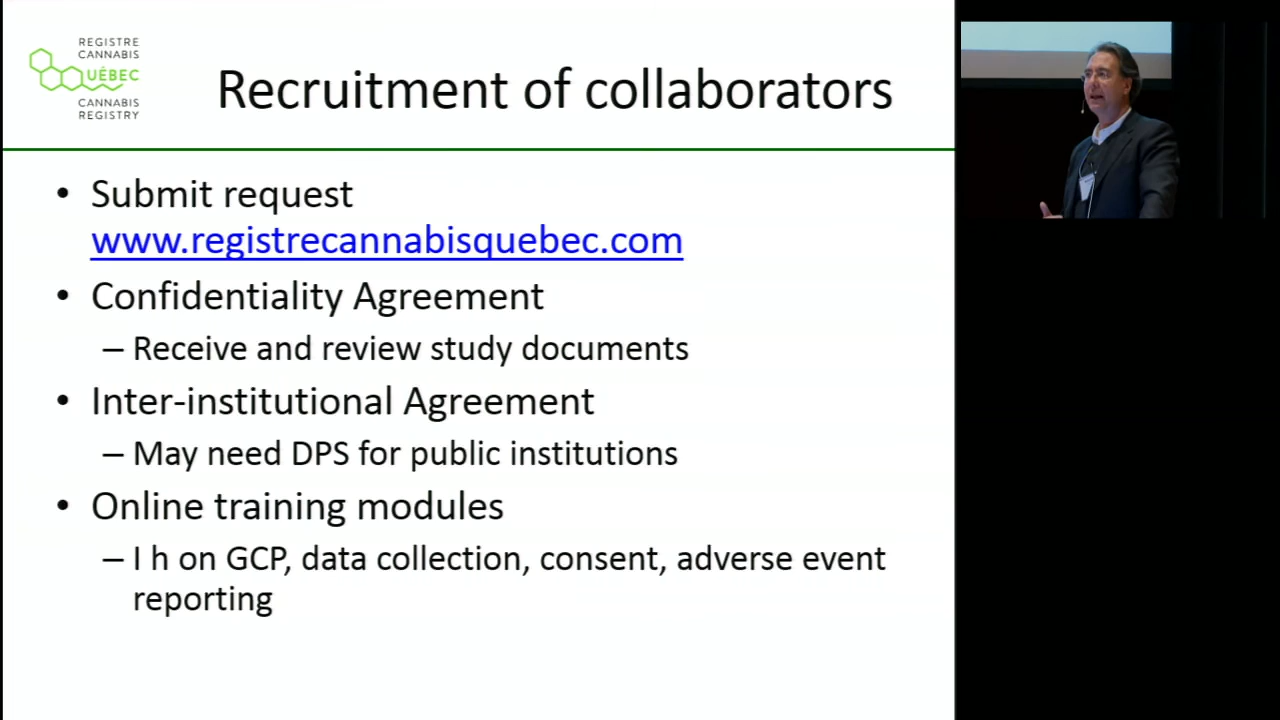 REGISTRE
CANNABIS
UÉBEC
CANNABIS
REGISTRY
Recruitment of collaborators
• Submit request
www.registrecannabisquebec.com
• Confidentiality Agreement
– Receive and review study documents
• Inter-institutional Agreement
– May need DPS for public institutions
• Online training modules
– I h on GCP, data collection, consent, adverse event
reporting